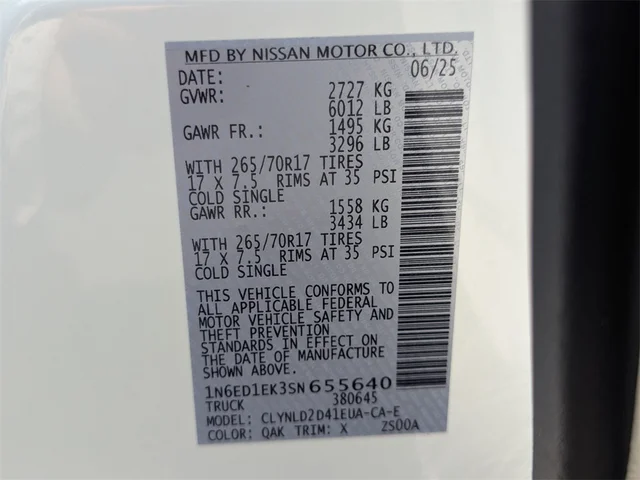 MFD BY NISSAN MOTOR CO., LTD.
DATE: 06/25
GVWR: 2727 KG
6012 LB
GAWR FR.: 1495 KG
3296 LB
WITH 265/70R17 TIRES
17 X 7.5 RIMS AT 35 PSI
COLD SINGLE
GAWR RR.: 1558 KG
3434 LB
WITH 265/70R17 TIRES
17 X 7.5 RIMS AT 35 PSI
COLD SINGLE
THIS VEHICLE CONFORMS TO
ALL APPLICABLE FEDERAL
MOTOR VEHICLE SAFETY AND
THEFT PREVENTION
STANDARDS IN EFFECT ON
THE DATE OF MANUFACTURE
SHOWN ABOVE.
1N6ED1EK3SN655640
TRUCK 380645
MODEL: CLYNLD2D41EUA-CA-E
COLOR: QAK TRIM: X ZS00A